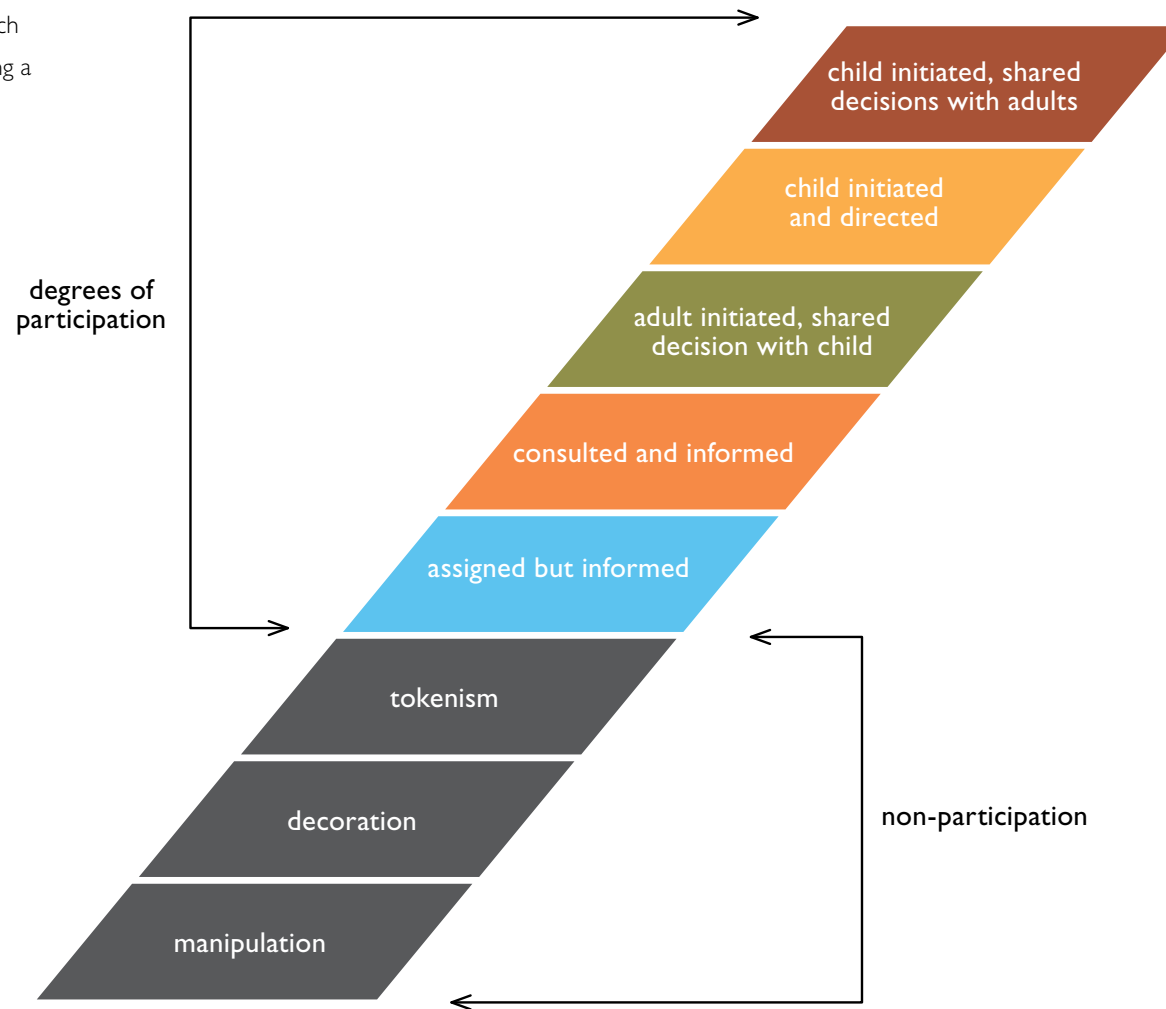 child initiated, shared
decisions with adults
child initiated
and directed
degrees of
participation
adult initiated, shared
decision with child
consulted and informed
assigned but informed
tokenism
decoration
non-participation
manipulation